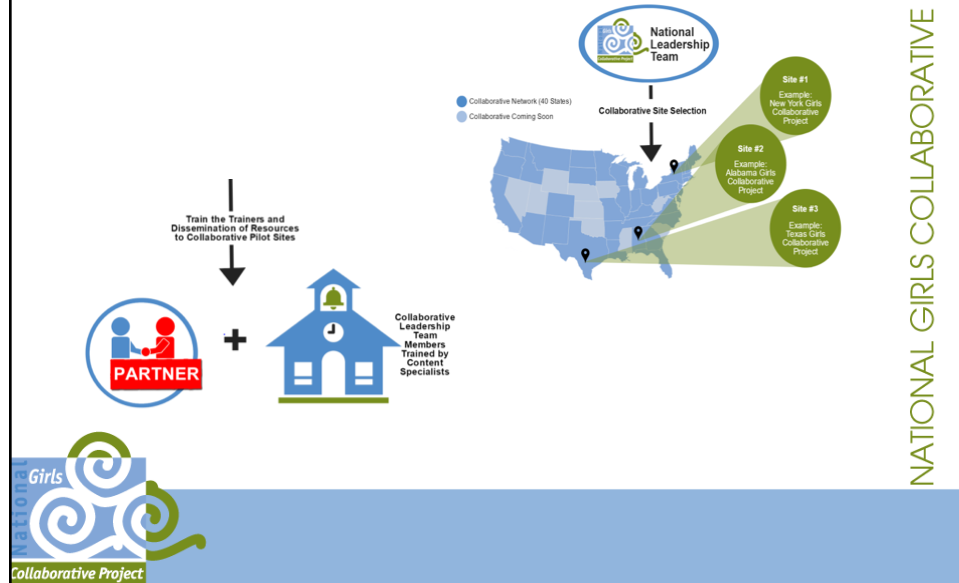 Girls
Collaborative Project
National
Leadership
Team
Collaborative Network (40 States)
Collaborative Coming Soon
Collaborative Site Selection
Site #1
Example:
New York Girls
Collaborative
Project
Site #2
Example:
Alabama Girls
Collaborative
Project
Site #3
Example:
Texas Girls
Collaborative
Project
Train the Trainers and
Dissemination of Resources
to Collaborative Pilot Sites
PARTNER
+
Collaborative
Leadership
Team
Members
Trained by
Content
Specialists
NATIONAL GIRLS COLLABORATIVE
National
Girls
Collaborative Project